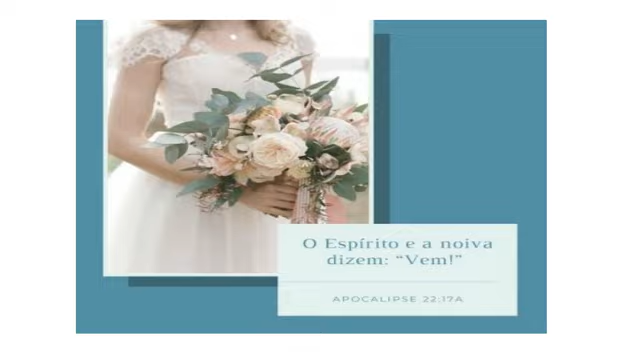 O Espírito e a noiva
dizem: “Vem!”
APOCALIPSE 22:17A